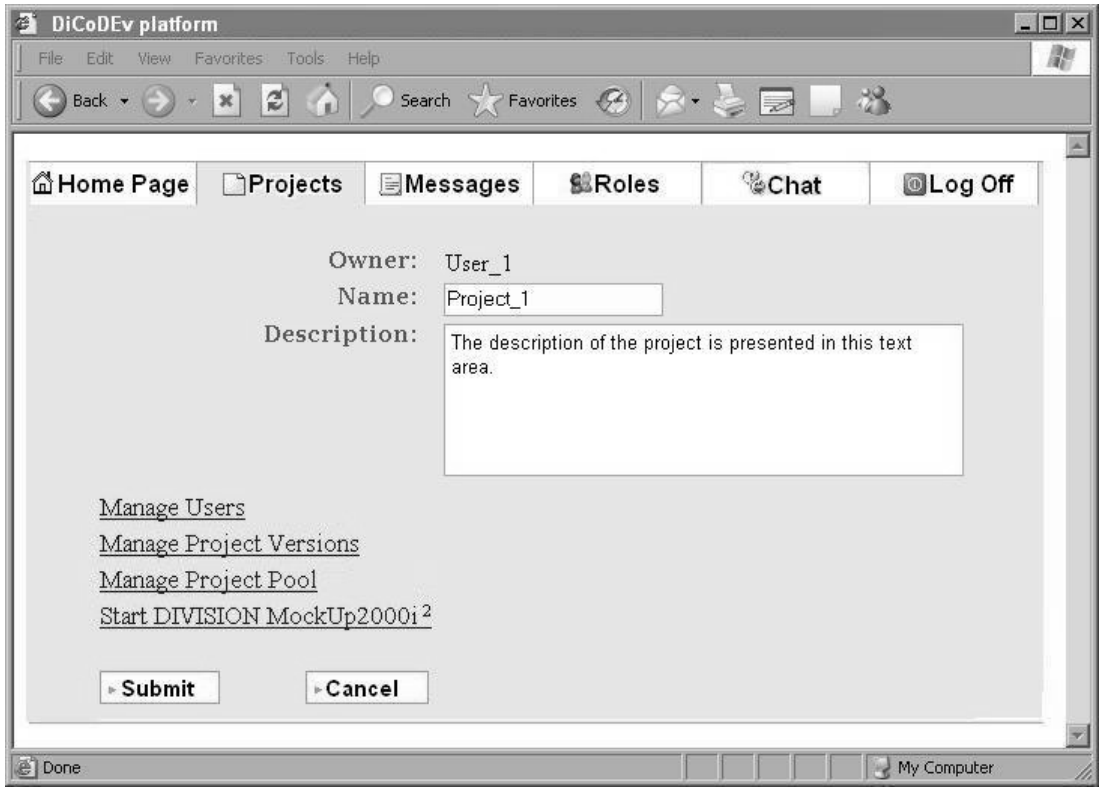 DiCoDEv platform
File Edit View Favorites Tools Help
Back Search Favorites
Home Page Projects Messages Roles Chat Log Off
Owner: User_1
Name: Project_1
Description: The description of the project is presented in this text
area.
Manage Users
Manage Project Versions
Manage Project Pool
Start DIVISION MockUp2000i²
Submit Cancel
Done My Computer